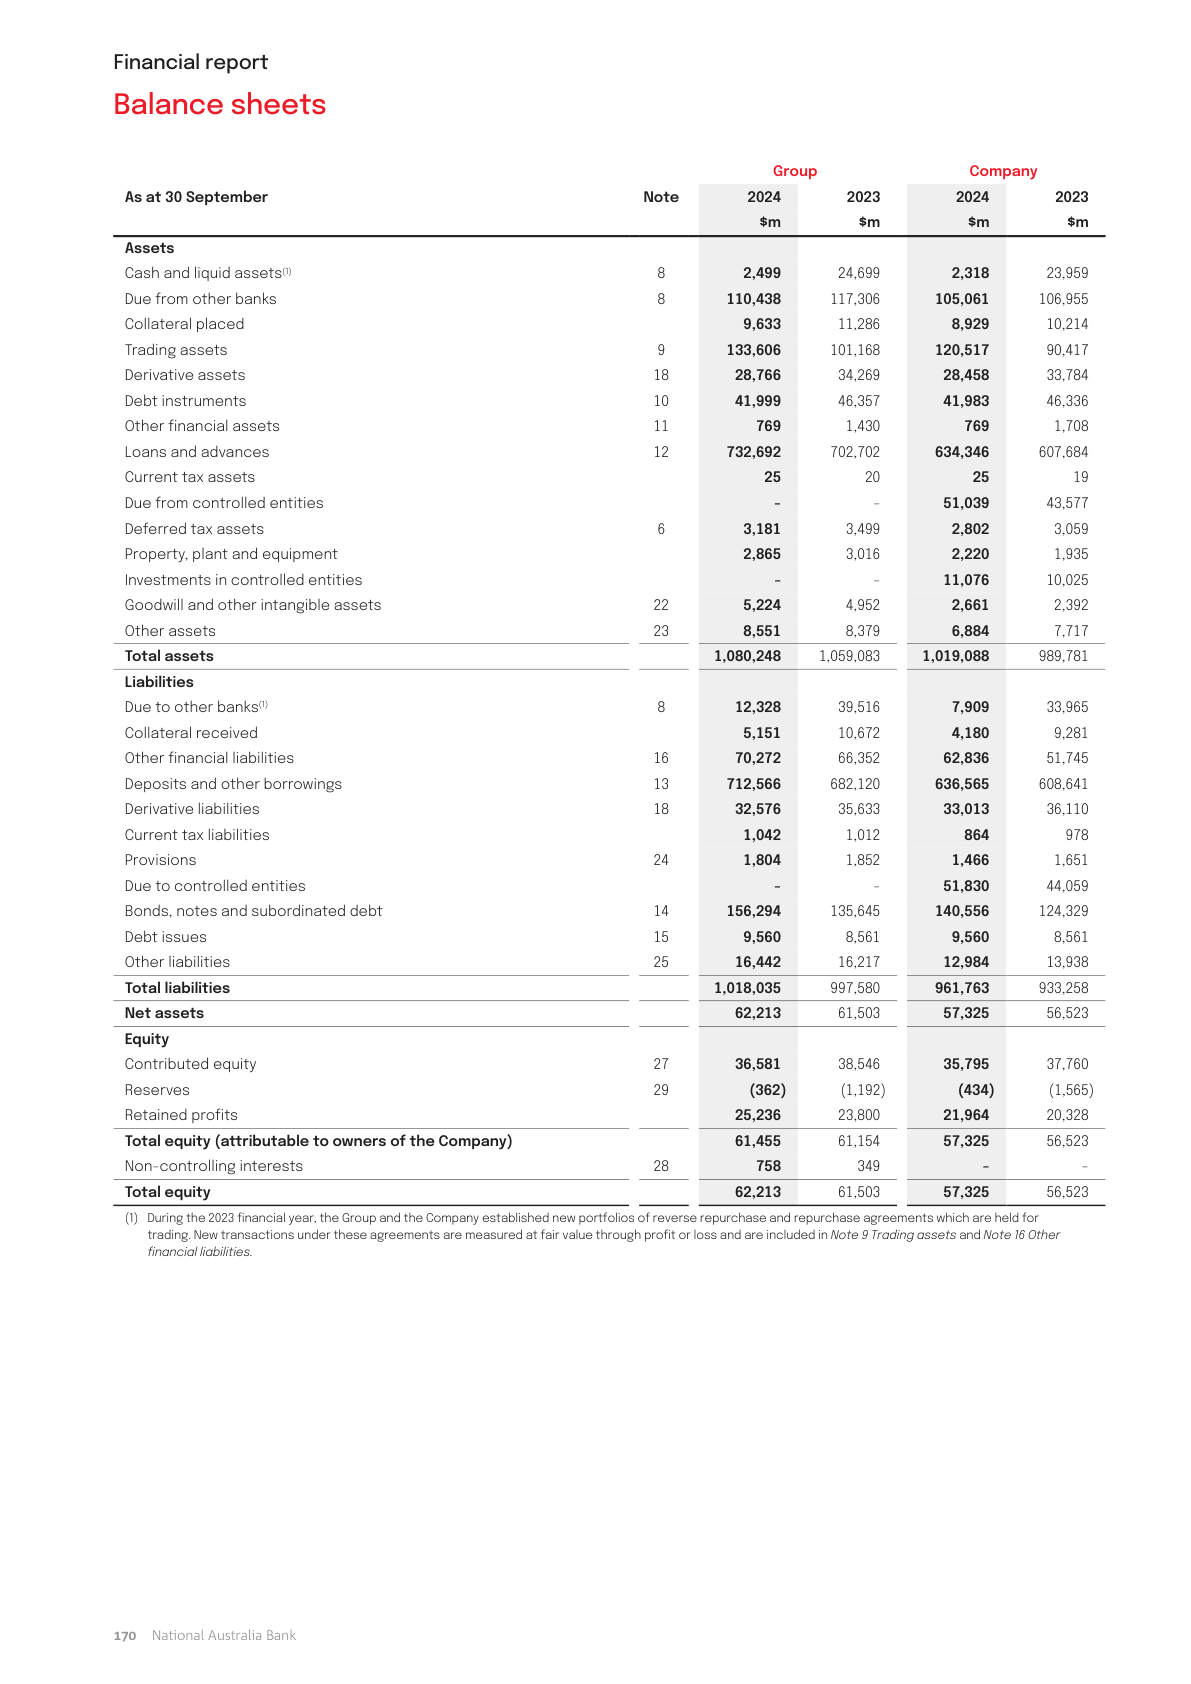 Financial report
Balance sheets
Group Company
As at 30 September Note 2024 2023 2024 2023
$m $m $m $m
Assets
Cash and liquid assets(1) 8 2,499 24,699 2,318 23,959
Due from other banks 8 110,438 117,306 105,061 106,955
Collateral placed 9,633 11,286 8,929 10,214
Trading assets 9 133,606 101,168 120,517 90,417
Derivative assets 18 28,766 34,269 28,458 33,784
Debt instruments 10 41,999 46,357 41,983 46,336
Other financial assets 11 769 1,430 769 1,708
Loans and advances 12 732,692 702,702 634,346 607,684
Current tax assets 25 20 25 19
Due from controlled entities – – 51,039 43,577
Deferred tax assets 6 3,181 3,499 2,802 3,059
Property, plant and equipment 2,865 3,016 2,220 1,935
Investments in controlled entities – – 11,076 10,025
Goodwill and other intangible assets 22 5,224 4,952 2,661 2,392
Other assets 23 8,551 8,379 6,884 7,717
Total assets 1,080,248 1,059,083 1,019,088 989,781
Liabilities
Due to other banks(1) 8 12,328 39,516 7,909 33,965
Collateral received 5,151 10,672 4,180 9,281
Other financial liabilities 16 70,272 66,352 62,836 51,745
Deposits and other borrowings 13 712,566 682,120 636,565 608,641
Derivative liabilities 18 32,576 35,633 33,013 36,110
Current tax liabilities 1,042 1,012 864 978
Provisions 24 1,804 1,852 1,466 1,651
Due to controlled entities – – 51,830 44,059
Bonds, notes and subordinated debt 14 156,294 135,645 140,556 124,329
Debt issues 15 9,560 8,561 9,560 8,561
Other liabilities 25 16,442 16,217 12,984 13,938
Total liabilities 1,018,035 997,580 961,763 933,258
Net assets 62,213 61,503 57,325 56,523
Equity
Contributed equity 27 36,581 38,546 35,795 37,760
Reserves 29 (362) (1,192) (434) (1,565)
Retained profits 25,236 23,800 21,964 20,328
Total equity (attributable to owners of the Company) 61,455 61,154 57,325 56,523
Non-controlling interests 28 758 349 – –
Total equity 62,213 61,503 57,325 56,523
(1) During the 2023 financial year, the Group and the Company established new portfolios of reverse repurchase and repurchase agreements which are held for
trading. New transactions under these agreements are measured at fair value through profit or loss and are included in Note 9 Trading assets and Note 16 Other
financial liabilities.
170 National Australia Bank